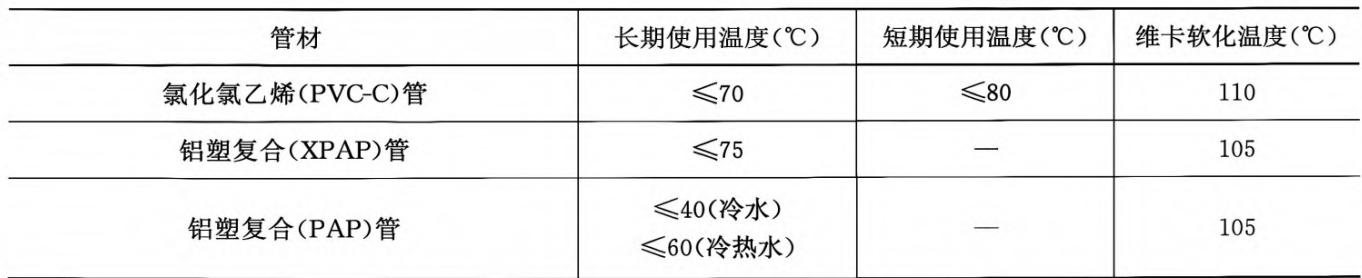 管材 长期使用温度(℃) 短期使用温度(℃) 维卡软化温度(℃)
氯化氯乙烯(PVC-C)管 ≤70 ≤80 110
铝塑复合(XPAP)管 ≤75 — 105
铝塑复合(PAP)管 ≤40(冷水) — 105
≤60(冷热水)